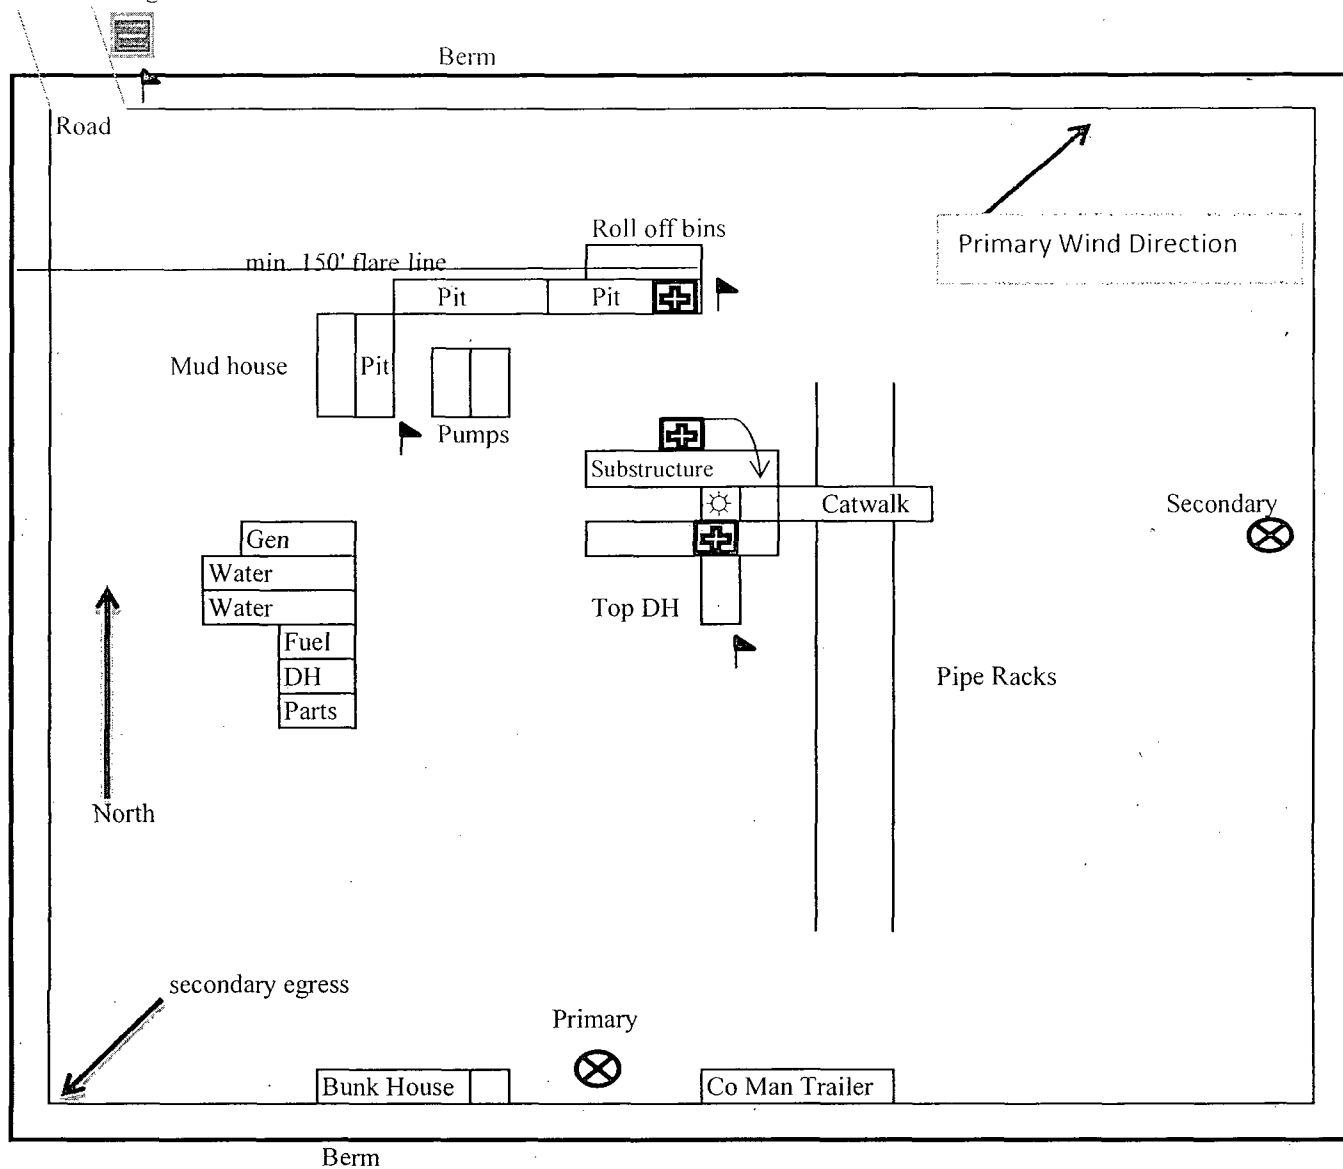 Berm
Road
Roll off bins
Primary Wind Direction
min. 150' flare line
Pit
Pit
Mud house
Pit
Pumps
Substructure
Catwalk
Secondary
Gen
Water
Water
Top DH
Fuel
DH
Pipe Racks
Parts
North
secondary egress
Primary
Bunk House
Co Man Trailer
Berm